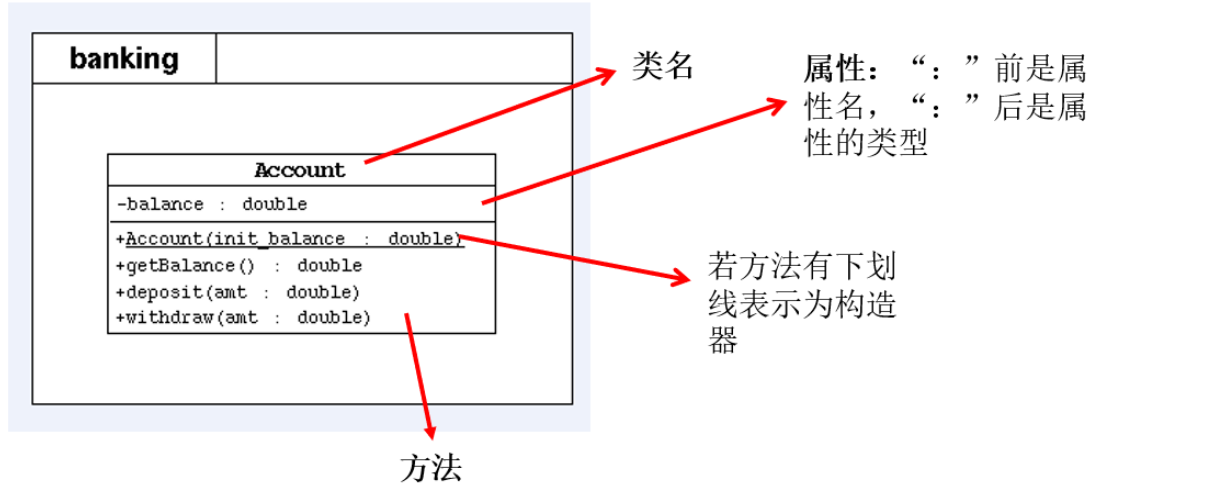 banking
类名
属性：“：”前是属
性名，“：”后是属
性的类型
Account
-balance : double
+Account(init_balance : double)
+getBalance() : double
+deposit(amt : double)
+withdraw(amt : double)
若方法有下划
线表示为构造
器
方法